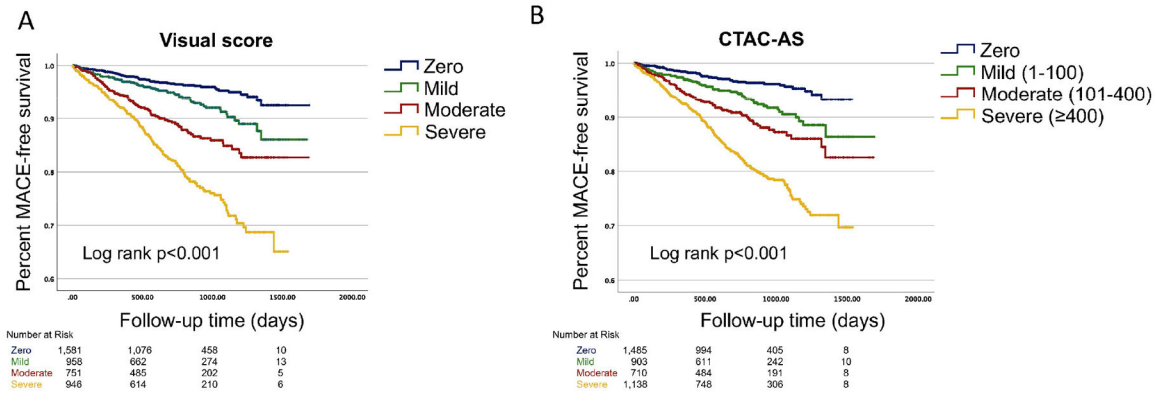 A
Visual score
Percent MACE-free survival
1.0
0.9
0.8
0.7
0.6
Zero
Mild
Moderate
Severe
Log rank p<0.001
.00 500.00 1000.00 1500.00 2000.00
Follow-up time (days)
Number at Risk
Zero 1,581 1,076 458 10
Mild 958 662 274 13
Moderate 751 485 202 5
Severe 946 614 210 6
B
CTAC-AS
Percent MACE-free survival
1.0
0.9
0.8
0.7
0.6
Zero
Mild (1-100)
Moderate (101-400)
Severe (≥400)
Log rank p<0.001
.00 500.00 1000.00 1500.00 2000.00
Follow-up time (days)
Number at Risk
Zero 1,485 994 405 8
Mild 903 611 242 10
Moderate 710 484 191 8
Severe 1,138 748 306 8